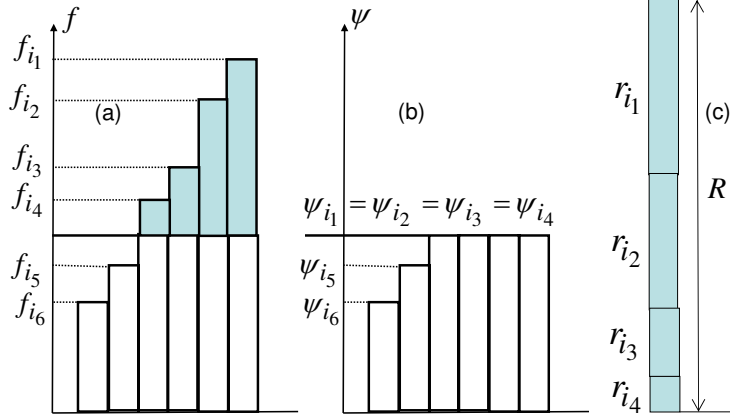 f
f_{i_1}
f_{i_2}
(a)
f_{i_3}
f_{i_4}
f_{i_5}
f_{i_6}
ψ
(b)
ψ_{i_1} = ψ_{i_2} = ψ_{i_3} = ψ_{i_4}
ψ_{i_5}
ψ_{i_6}
r_{i_1}
(c)
R
r_{i_2}
r_{i_3}
r_{i_4}